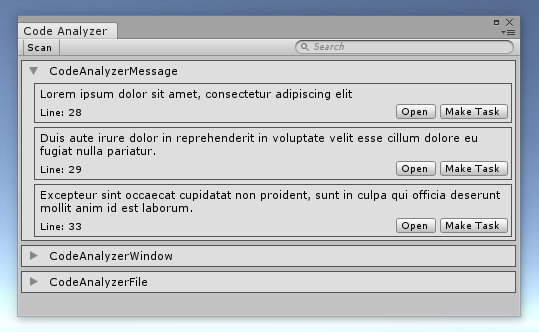 Code Analyzer
Scan
Search
CodeAnalyzerMessage
Lorem ipsum dolor sit amet, consectetur adipiscing elit
Line: 28
Open
Make Task
Duis aute irure dolor in reprehenderit in voluptate velit esse cillum dolore eu
fugiat nulla pariatur.
Line: 29
Open
Make Task
Excepteur sint occaecat cupidatat non proident, sunt in culpa qui officia deserunt
mollit anim id est laborum.
Line: 33
Open
Make Task
CodeAnalyzerWindow
CodeAnalyzerFile